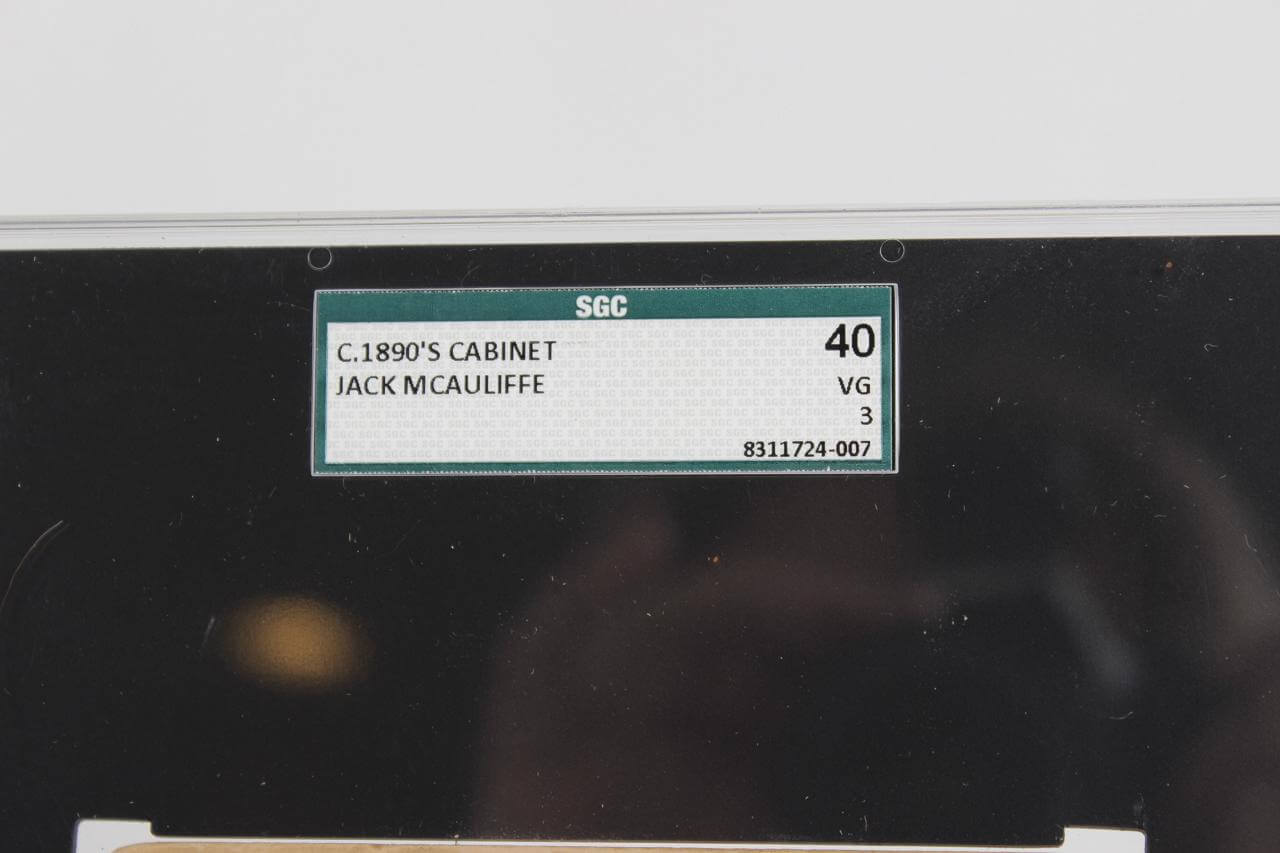 SGC
C.1890'S CABINET 40
JACK MCAULIFFE VG
3
8311724-007